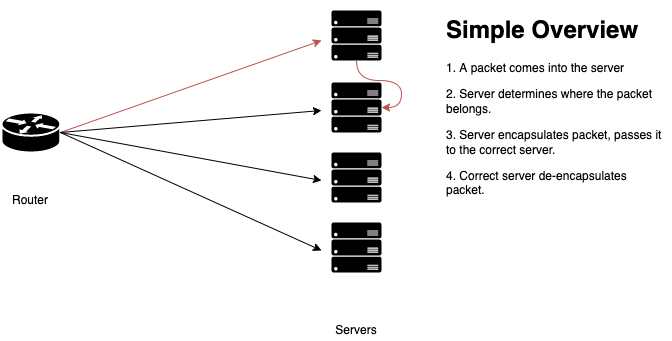 Simple Overview
1. A packet comes into the server
2. Server determines where the packet
belongs.
3. Server encapsulates packet, passes it
to the correct server.
4. Correct server de-encapsulates
packet.
Router
Servers